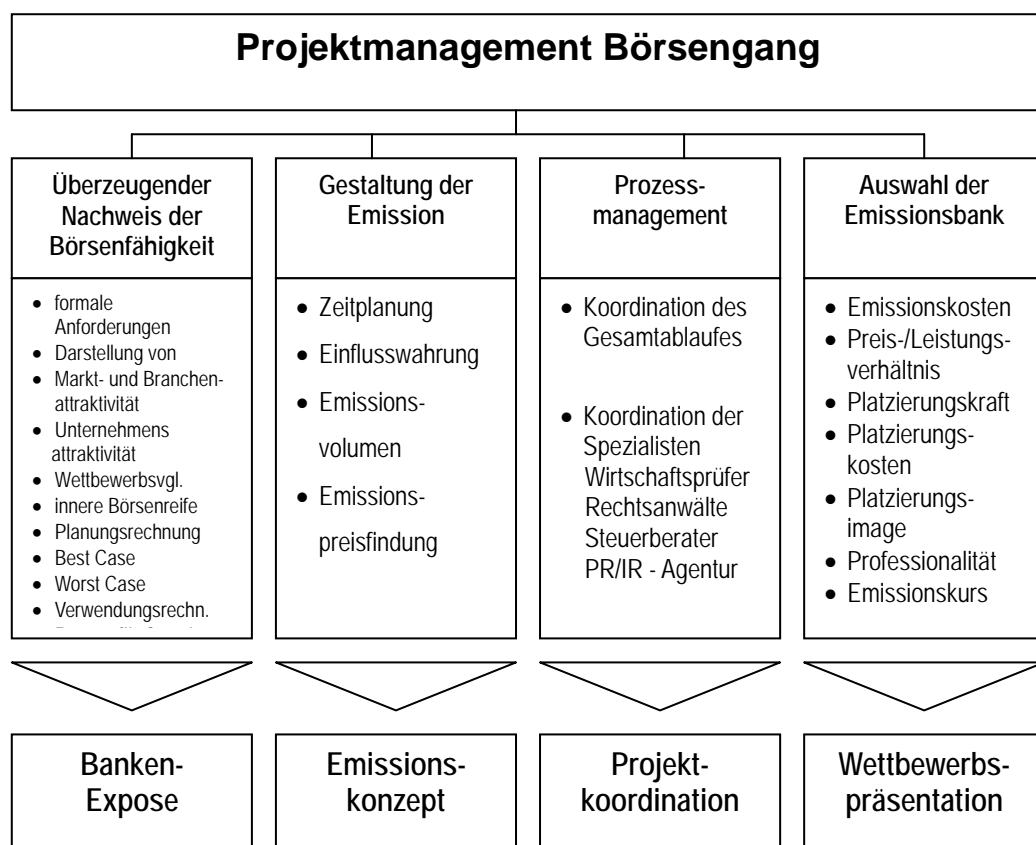 Projektmanagement Börsengang
Überzeugender
Nachweis der
Börsenfähigkeit
• formale
Anforderungen
• Darstellung von
• Markt- und Branchen-
attraktivität
• Unternehmens
attraktivität
• Wettbewerbsvgl.
• innere Börsenreife
• Planungsrechnung
• Best Case
• Worst Case
• Verwendungsrechn.
Gestaltung der
Emission
• Zeitplanung
• Einflusswahrung
• Emissions-
volumen
• Emissions-
preisfindung
Prozess-
management
• Koordination des
Gesamtablaufes
• Koordination der
Spezialisten
Wirtschaftsprüfer
Rechtsanwälte
Steuerberater
PR/IR - Agentur
Auswahl der
Emissionsbank
• Emissionskosten
• Preis-/Leistungs-
verhältnis
• Platzierungskraft
• Platzierungs-
kosten
• Platzierungs-
image
• Professionalität
• Emissionskurs
Banken-
Expose
Emissions-
konzept
Projekt-
koordination
Wettbewerbs-
präsentation